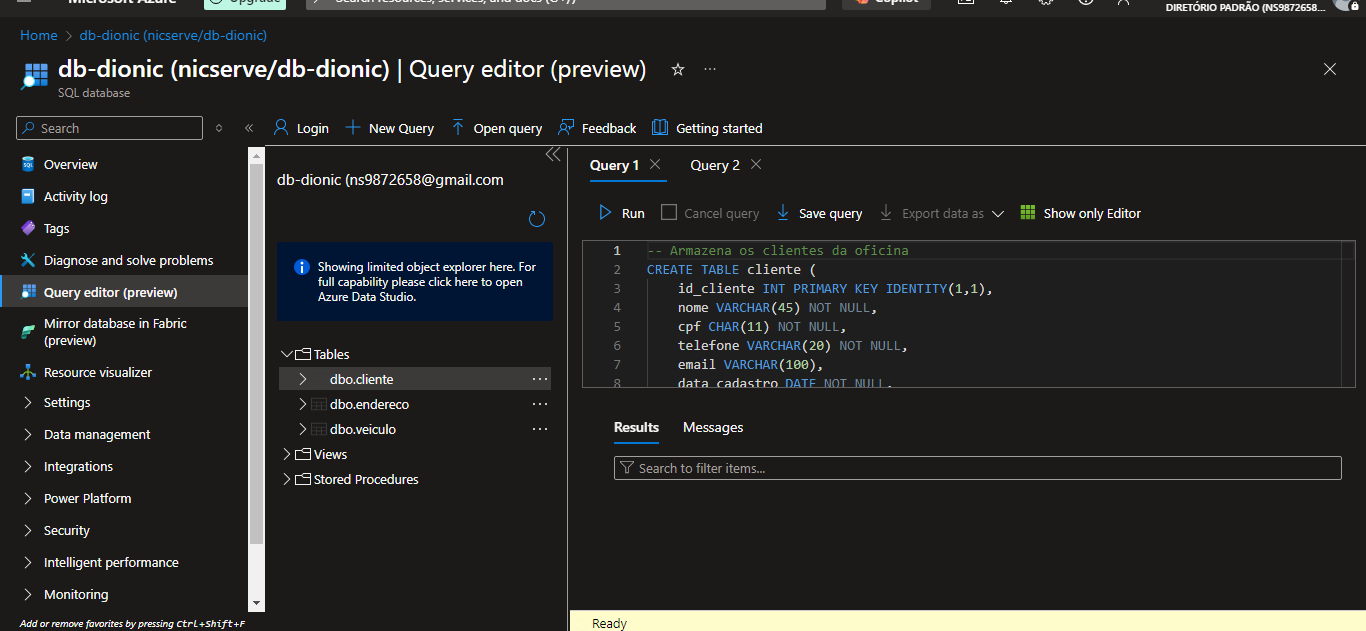 Microsoft Azure
Upgrade
Search resources, services, and docs (G+/)
Copilot
DIRETÓRIO PADRÃO (NS9872658...
Home > db-dionic (nicserve/db-dionic)
db-dionic (nicserve/db-dionic) | Query editor (preview)
SQL database
Search
Login
New Query
Open query
Feedback
Getting started
Overview
Activity log
Tags
Diagnose and solve problems
Query editor (preview)
Mirror database in Fabric
(preview)
Resource visualizer
Settings
Data management
Integrations
Power Platform
Security
Intelligent performance
Monitoring
Add or remove favorites by pressing Ctrl+Shift+F
db-dionic (ns9872658@gmail.com
Showing limited object explorer here. For
full capability please click here to open
Azure Data Studio.
Tables
dbo.cliente
dbo.endereco
dbo.veiculo
Views
Stored Procedures
Query 1
Query 2
Run
Cancel query
Save query
Export data as
Show only Editor
1 -- Armazena os clientes da oficina
2 CREATE TABLE cliente (
3 id_cliente INT PRIMARY KEY IDENTITY(1,1),
4 nome VARCHAR(45) NOT NULL,
5 cpf CHAR(11) NOT NULL,
6 telefone VARCHAR(20) NOT NULL,
7 email VARCHAR(100),
8 data_cadastro DATE NOT NULL,
Results
Messages
Search to filter items...
Ready